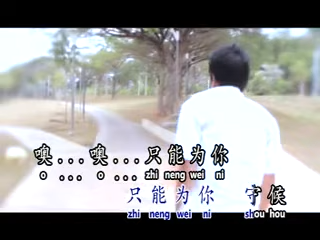 噢...噢...只能为你
o ... o ... zhi neng wei ni
只能为你 守候
zhi neng wei ni shou hou